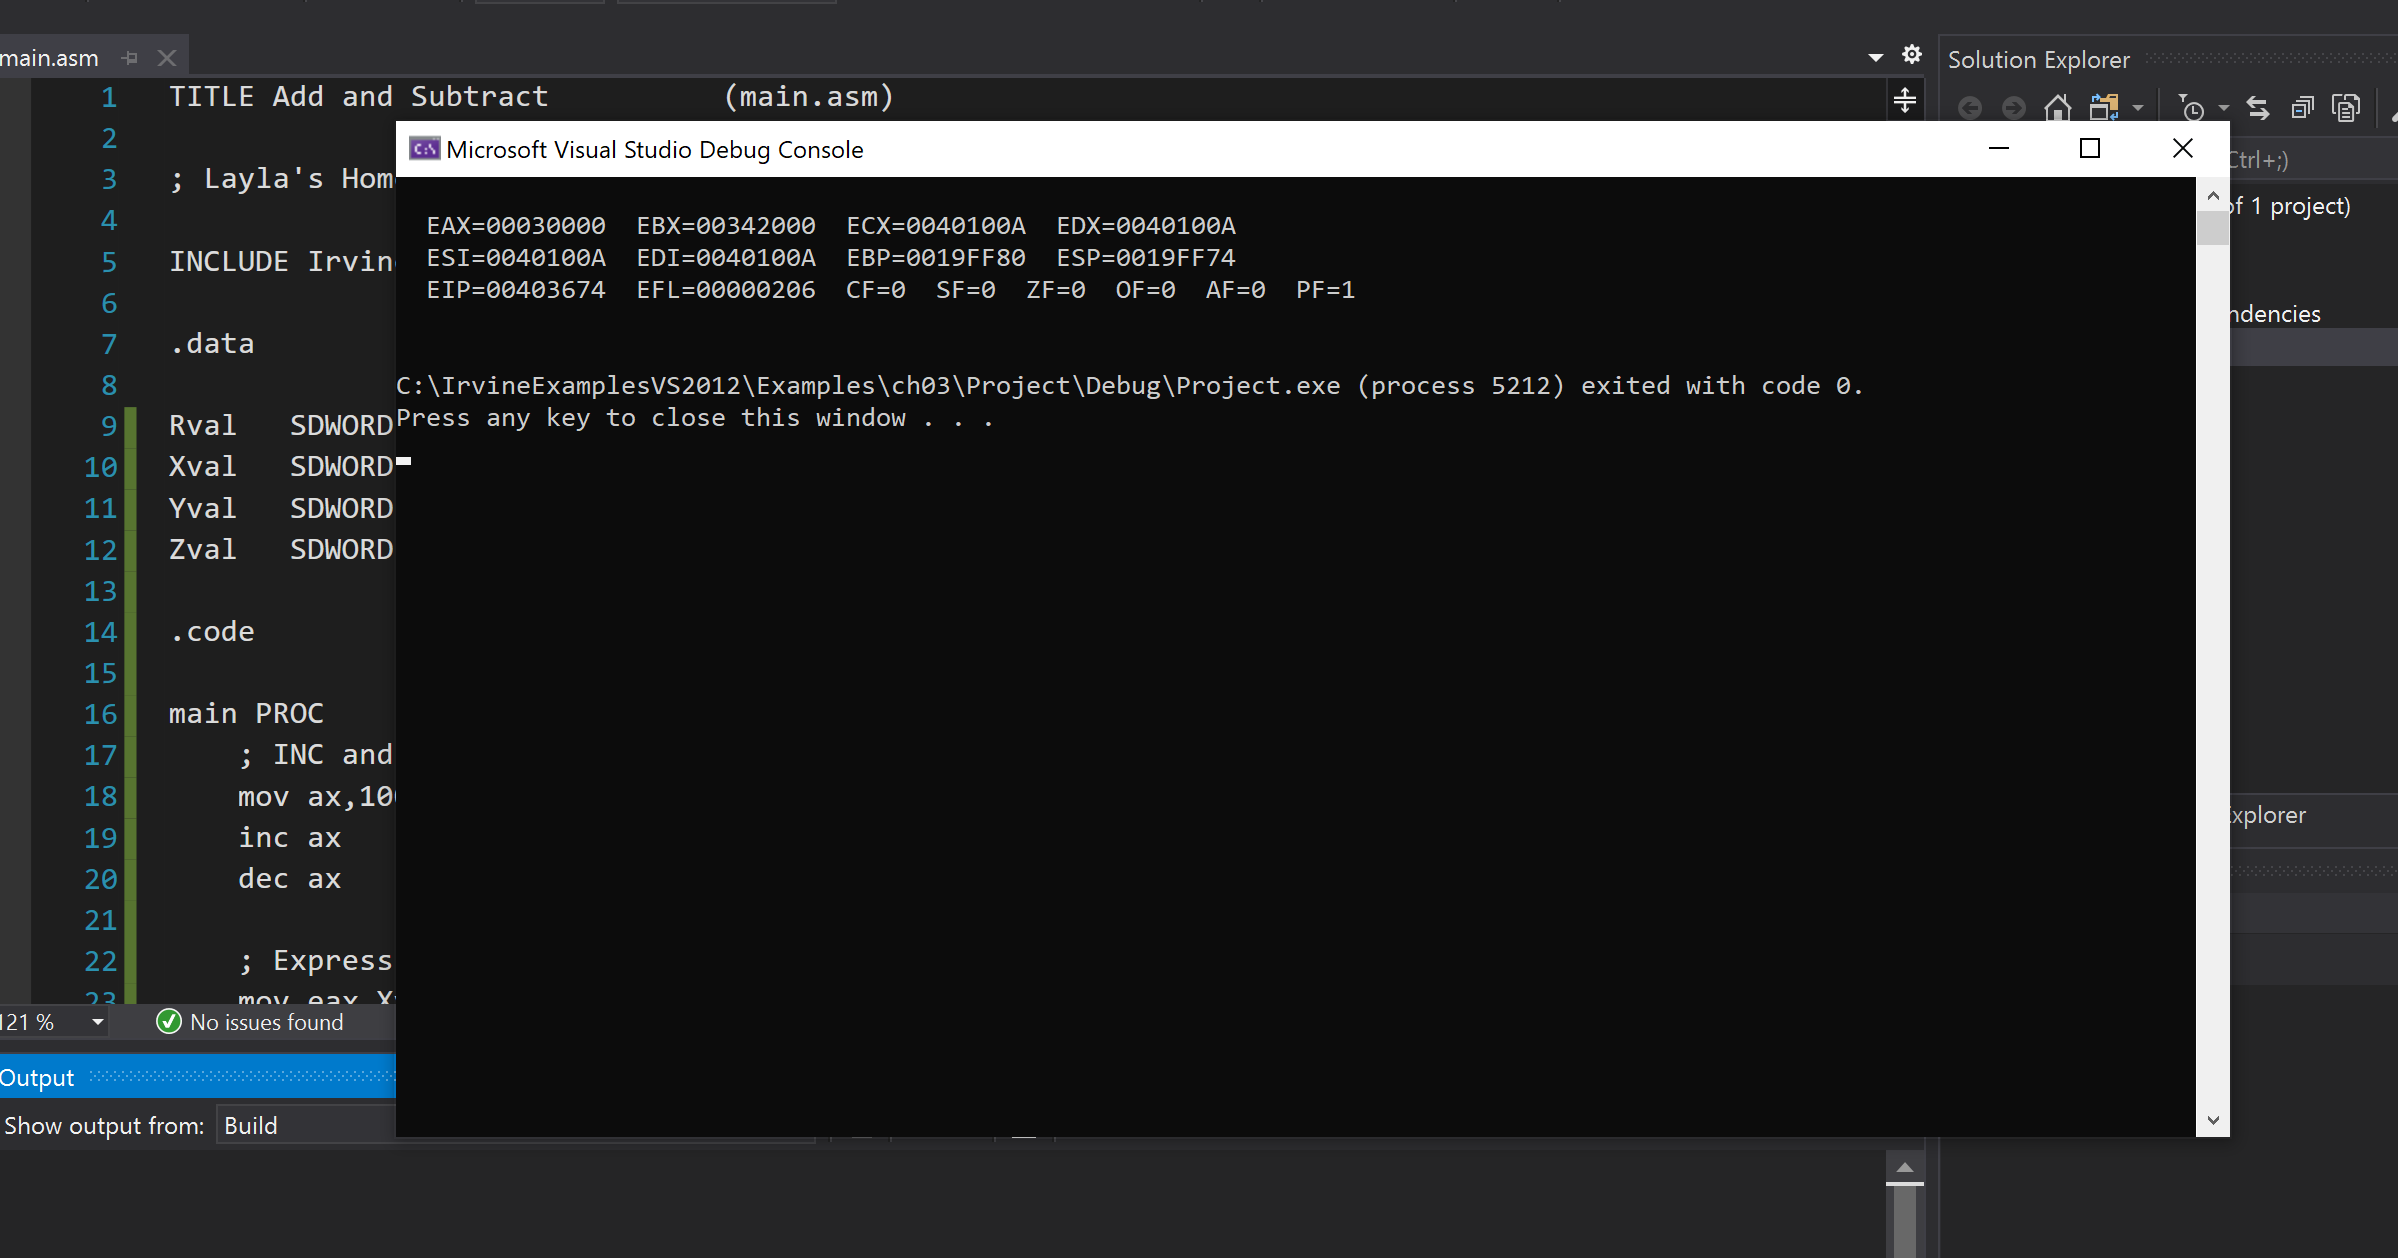 main.asm
Solution Explorer
1 TITLE Add and Subtract (main.asm)
2
3 ; Layla's Hom
4
5 INCLUDE Irvin
6
7 .data
8
9 Rval SDWORD
10 Xval SDWORD
11 Yval SDWORD
12 Zval SDWORD
13
14 .code
15
16 main PROC
17 ; INC and
18 mov ax,10
19 inc ax
20 dec ax
21
22 ; Express
23 mov eax
121 %
No issues found
Output
Show output from: Build
C:\ Microsoft Visual Studio Debug Console
EAX=00030000 EBX=00342000 ECX=0040100A EDX=0040100A
ESI=0040100A EDI=0040100A EBP=0019FF80 ESP=0019FF74
EIP=00403674 EFL=00000206 CF=0 SF=0 ZF=0 OF=0 AF=0 PF=1
C:\IrvineExamplesVS2012\Examples\ch03\Project\Debug\Project.exe (process 5212) exited with code 0.
Press any key to close this window . . .
Ctrl+;)
of 1 project)
ndencies
Explorer